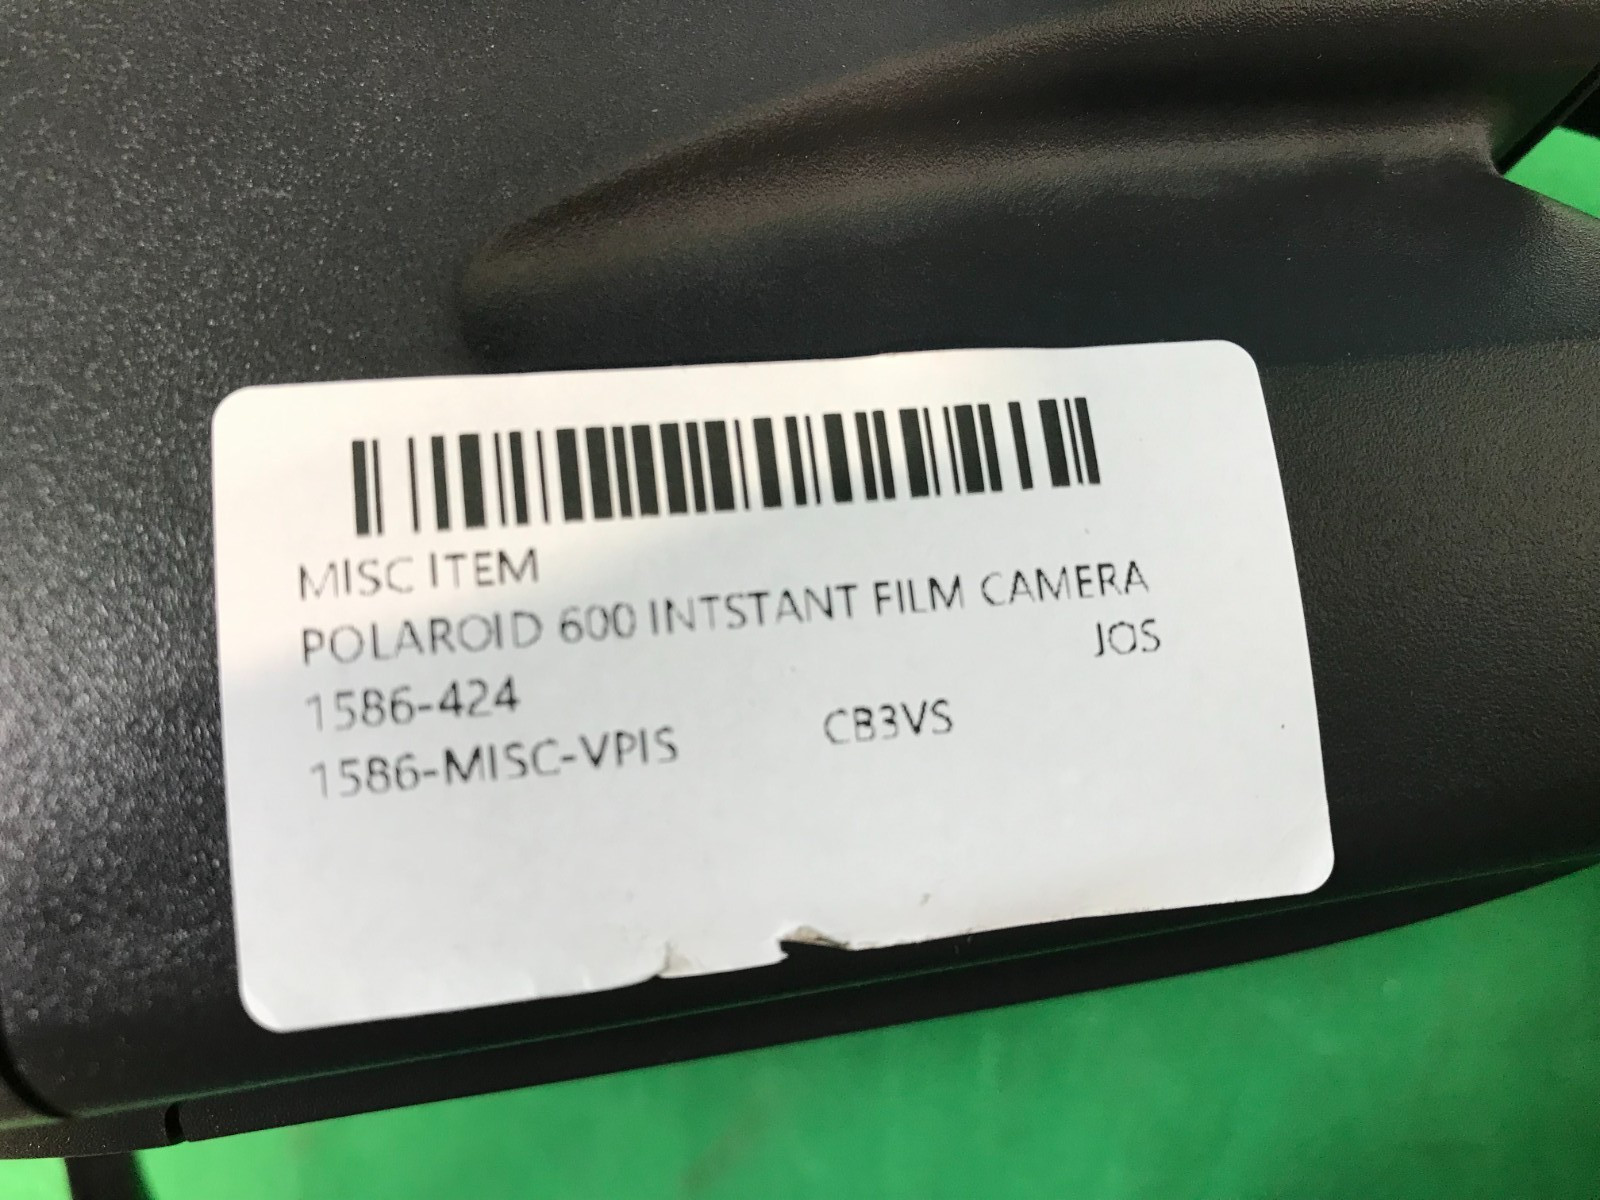 MISC ITEM
POLAROID 600 INTSTANT FILM CAMERA
JOS
1586-424
1586-MISC-VPIS CB3VS